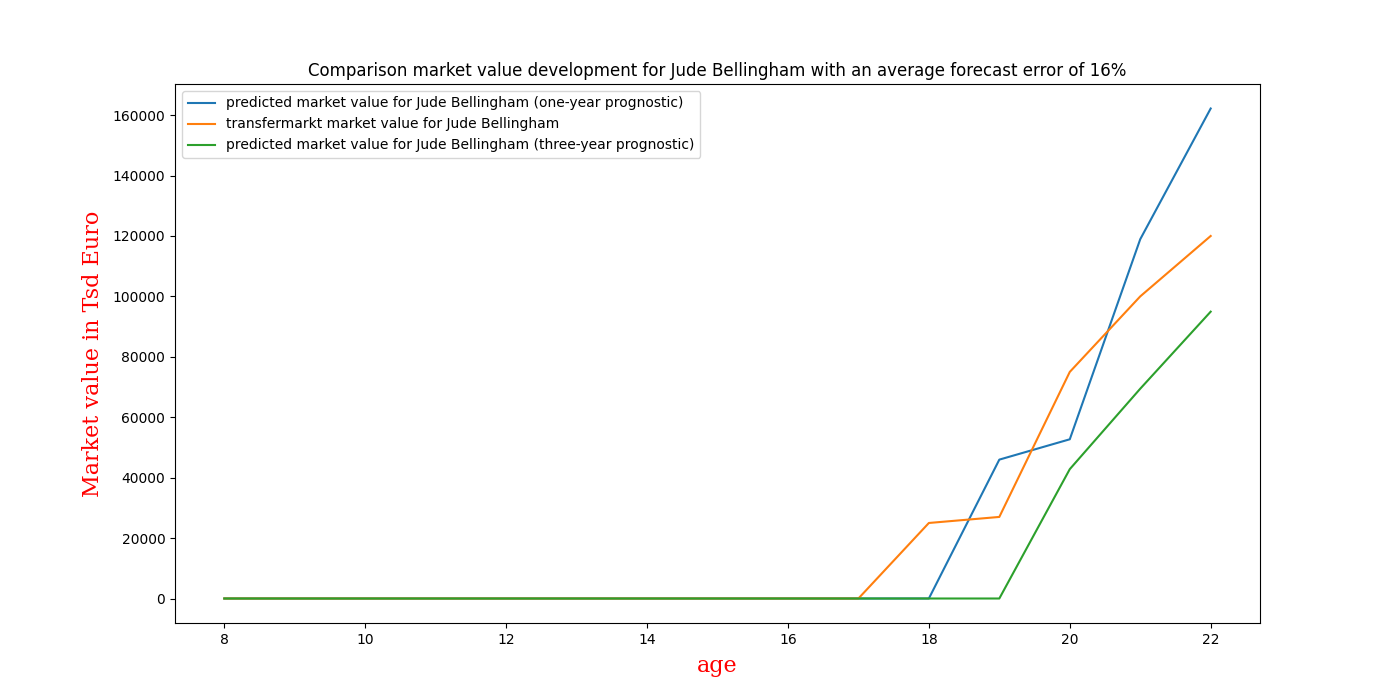 Comparison market value development for Jude Bellingham with an average forecast error of 16%
predicted market value for Jude Bellingham (one-year prognostic)
transfermarkt market value for Jude Bellingham
predicted market value for Jude Bellingham (three-year prognostic)
Market value in Tsd Euro
160000
140000
120000
100000
80000
60000
40000
20000
0
8 10 12 14 16 18 20 22
age